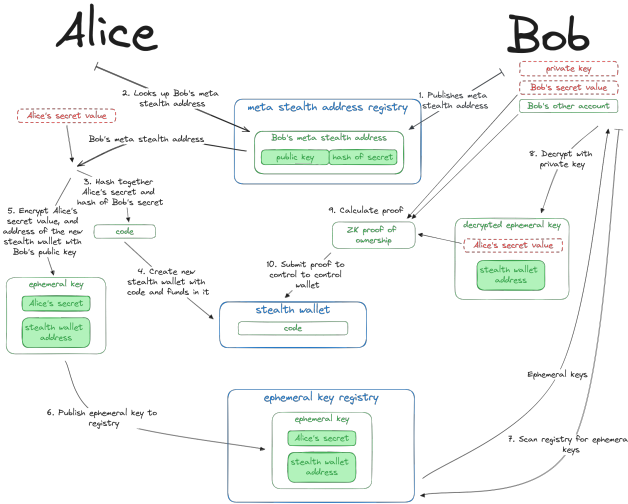 Alice
Bob
private key
Bob's secret value
Bob's other account
1. Publishes meta
stealth address
2. Looks up Bob's meta
stealth address
meta stealth address registry
Bob's meta stealth address
public key
hash of secret
Alice's secret value
Bob's meta stealth address
3. Hash together
Alice's secret and
hash of Bob's secret
code
5. Encrypt Alice's
secret value, and
address of the new
stealth wallet with
Bob's public key
4. Create new
stealth wallet with
code and funds in it
8. Decrypt with
private key
9. Calculate proof
ZK proof of
ownership
decrypted ephemeral key
Alice's secret value
stealth wallet
address
10. Submit proof to
control to control
wallet
stealth wallet
code
ephemeral key
Alice's secret
stealth wallet
address
6. Publish ephemeral key to
registry
ephemeral key registry
ephemeral key
Alice's secret
stealth wallet
address
Ephemeral keys
7. Scan registry for ephemera
keys